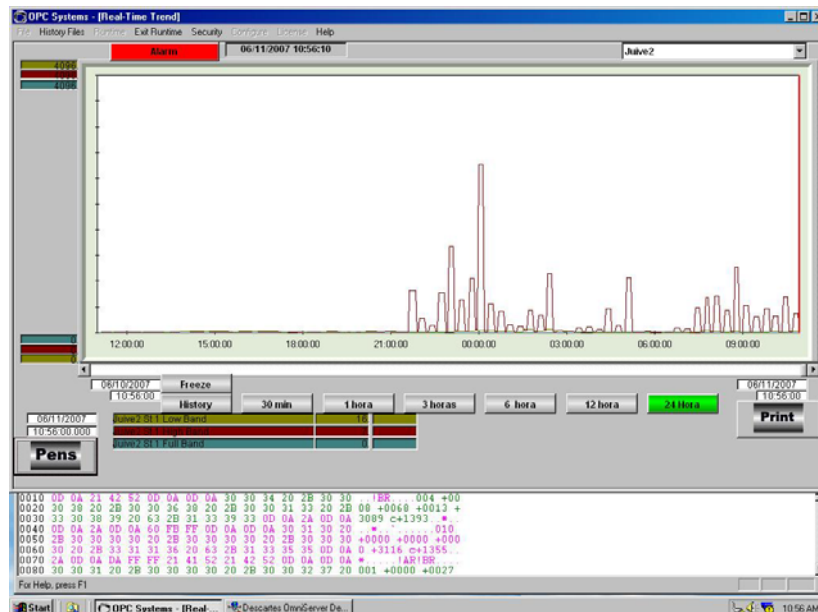 OPC Systems - [Real-Time Trend]
File History Files Runtime Exit Runtime Security Configure License Help
Alarm 06/11/2007 10:56:10 Juive2
4096
4096
4096
0
0
12:00:00 15:00:00 18:00:00 21:00:00 00:00:00 03:00:00 06:00:00 09:00:00
06/10/2007 Freeze 06/11/2007
10:56:00 History 30 min 1 hora 3 horas 6 hora 12 hora 24 Hora 10:56:00
Print
06/11/2007 Juive2 St 1 Low Band 16
10:56:00.000 Juive2 St 1 High Band
Pens Juive2 St 1 Full Band 0
0010 0D 0A 21 42 52 0D 0A 0D 0A 30 30 34 20 2B 30 30 ..!BR....004 +00
0020 30 38 20 2B 30 30 36 38 20 2B 30 30 31 33 20 2B 08 +0068 +0013 +
0030 33 30 38 39 20 63 2B 31 33 39 33 0D 0A 2A 0D 0A 3089 c+1393..*..
0040 0D 0A 2A 0D 0A 60 FB FF 0D 0A 0D 0A 30 31 30 20
0050 2B 30 30 30 30 20 2B 30 30 30 30 20 2B 30 30 30 +0000 +0000 +000
0060 30 20 2B 33 31 31 36 20 63 2B 31 33 35 35 0D 0A 0 +3116 c+1355..
0070 2A 0D 0A DA FF FF 21 41 52 21 42 52 0D 0A 0D 0A
0080 30 30 31 20 2B 30 30 30 30 20 2B 30 30 32 37 20 001 +0000 +0027
For Help, press F1
Start OPC Systems - [Real-... Descartes OmniServer De... 10:56 AM